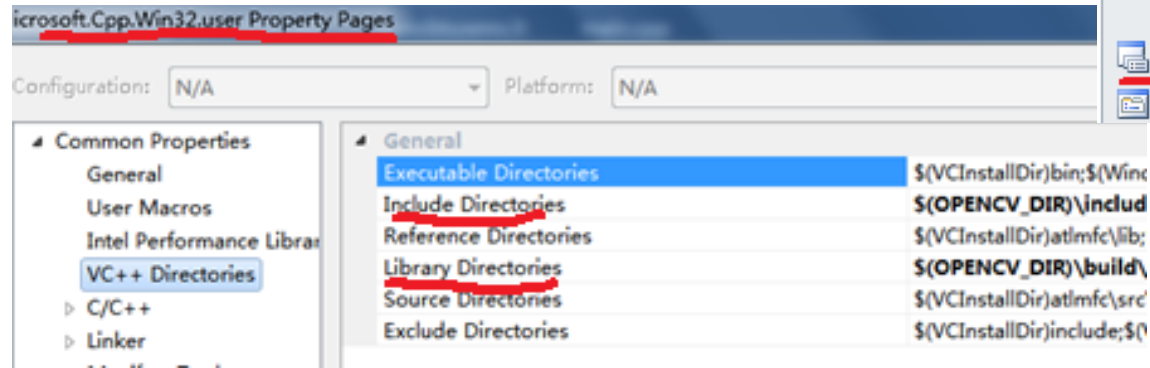 icrosoft.Cpp.Win32.user Property Pages
Configuration: N/A Platform: N/A
Common Properties
General
User Macros
Intel Performance Librar
VC++ Directories
C/C++
Linker
General
Executable Directories $(VCInstallDir)bin;$(Winc
Include Directories $(OPENCV_DIR)\includ
Reference Directories $(VCInstallDir)atlmfc\lib;
Library Directories $(OPENCV_DIR)\build\
Source Directories $(VCInstallDir)atlmfc\src'
Exclude Directories $(VCInstallDir)include;$(